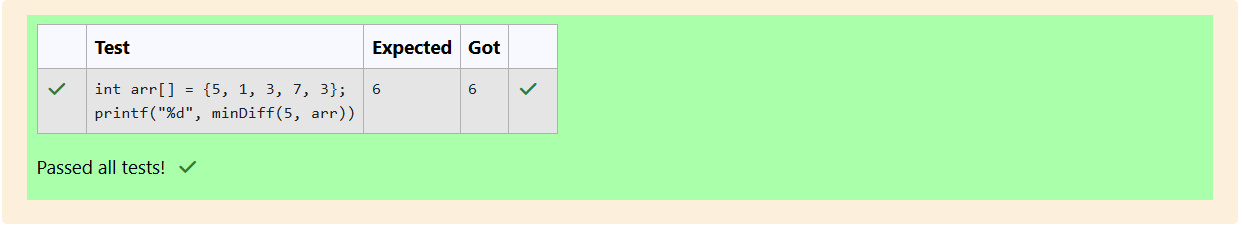 Test Expected Got
int arr[] = {5, 1, 3, 7, 3}; 6 6
printf("%d", minDiff(5, arr))
Passed all tests!